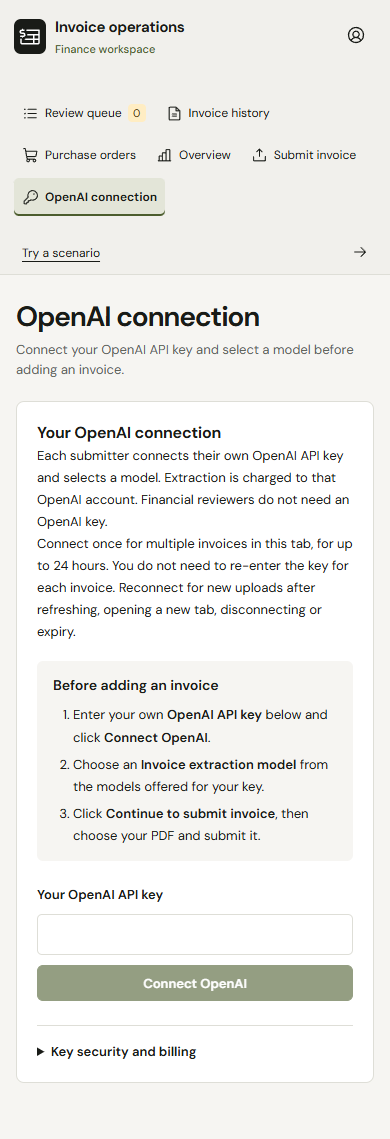 Invoice operations
Finance workspace
Review queue 0 Invoice history
Purchase orders Overview Submit invoice
OpenAI connection
Try a scenario
OpenAI connection
Connect your OpenAI API key and select a model before
adding an invoice.
Your OpenAI connection
Each submitter connects their own OpenAI API key
and selects a model. Extraction is charged to that
OpenAI account. Financial reviewers do not need an
OpenAI key.
Connect once for multiple invoices in this tab, for up
to 24 hours. You do not need to re-enter the key for
each invoice. Reconnect for new uploads after
refreshing, opening a new tab, disconnecting or
expiry.
Before adding an invoice
1. Enter your own OpenAI API key below and
click Connect OpenAI.
2. Choose an Invoice extraction model from
the models offered for your key.
3. Click Continue to submit invoice, then
choose your PDF and submit it.
Your OpenAI API key
Connect OpenAI
Key security and billing